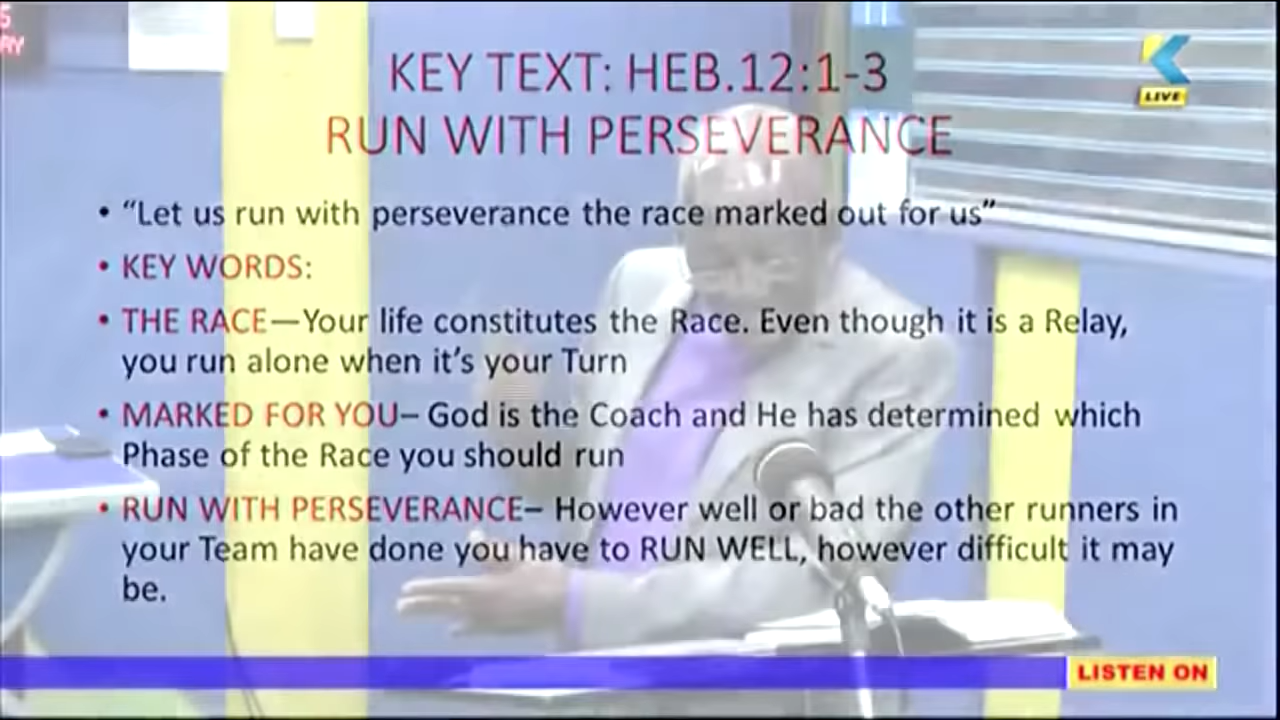 5
RY
KEY TEXT: HEB.12:1-3
LIVE
RUN WITH PERSEVERANCE
• “Let us run with perseverance the race marked out for us”
• KEY WORDS:
• THE RACE—Your life constitutes the Race. Even though it is a Relay,
you run alone when it’s your Turn
• MARKED FOR YOU– God is the Coach and He has determined which
Phase of the Race you should run
• RUN WITH PERSEVERANCE– However well or bad the other runners in
your Team have done you have to RUN WELL, however difficult it may
be.
LISTEN ON